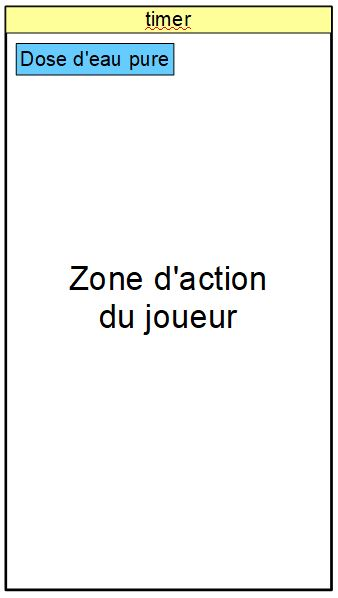 timer
Dose d'eau pure
Zone d'action
du joueur